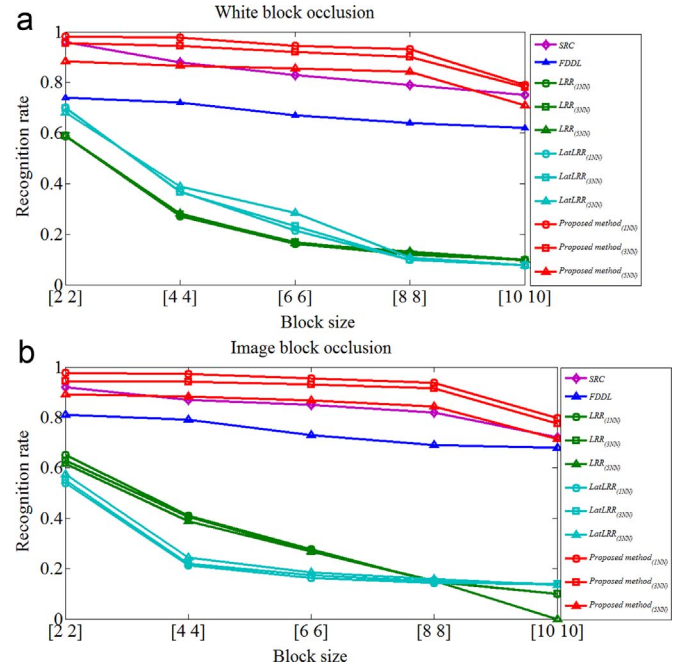 a
White block occlusion
Recognition rate
1
0.8
0.6
0.4
0.2
0
[2 2]
[4 4]
[6 6]
[8 8]
[10 10]
Block size
SRC
FDDL
LRR(1NN)
LRR(3NN)
LRR(5NN)
LatLRR(1NN)
LatLRR(3NN)
LatLRR(5NN)
Proposed method(1NN)
Proposed method(3NN)
Proposed method(5NN)
b
Image block occlusion
Recognition rate
1
0.8
0.6
0.4
0.2
0
[2 2]
[4 4]
[6 6]
[8 8]
[10 10]
Block size
SRC
FDDL
LRR(1NN)
LRR(3NN)
LRR(5NN)
LatLRR(1NN)
LatLRR(3NN)
LatLRR(5NN)
Proposed method(1NN)
Proposed method(3NN)
Proposed method(5NN)